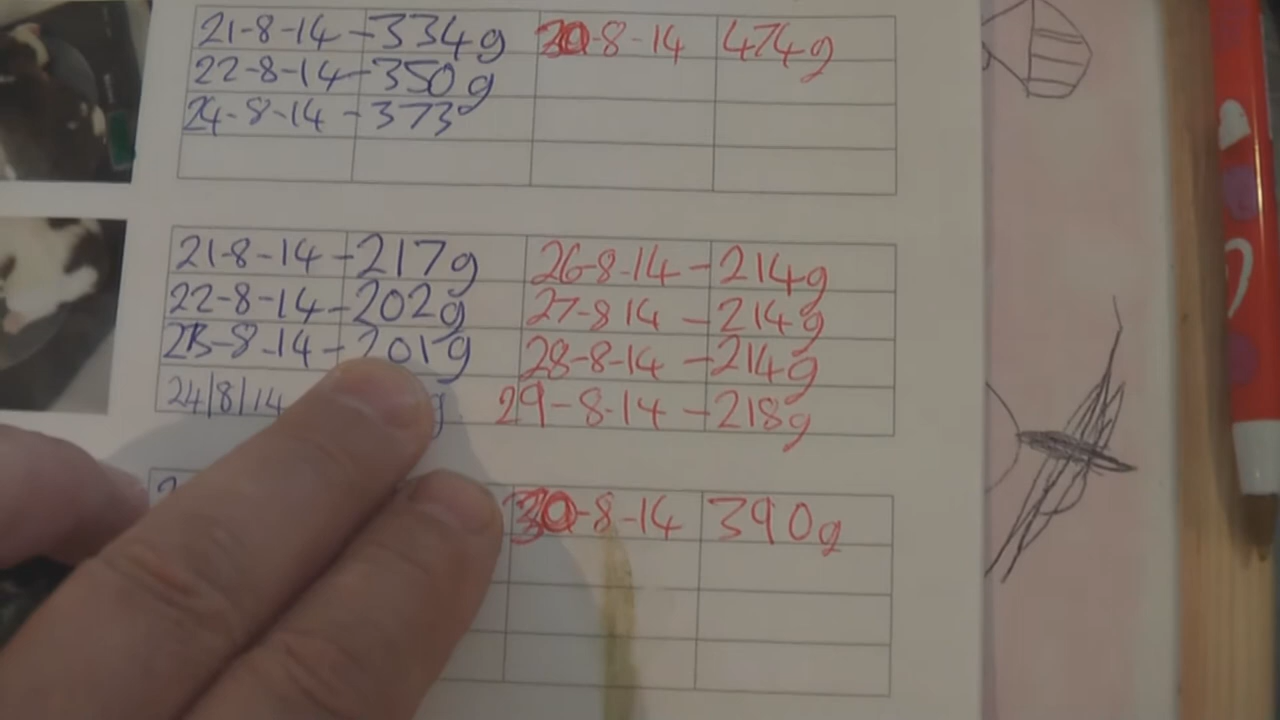 21-8-14 - 334g 30-8-14 474g
22-8-14 - 350g
24-8-14 - 373g
21-8-14 - 217g 26-8-14 - 214g
22-8-14 - 202g 27-8 14 - 214g
23-8-14 - 201g 28-8-14 - 214g
24/8/14 g 29-8-14 - 218g
30-8-14 390g